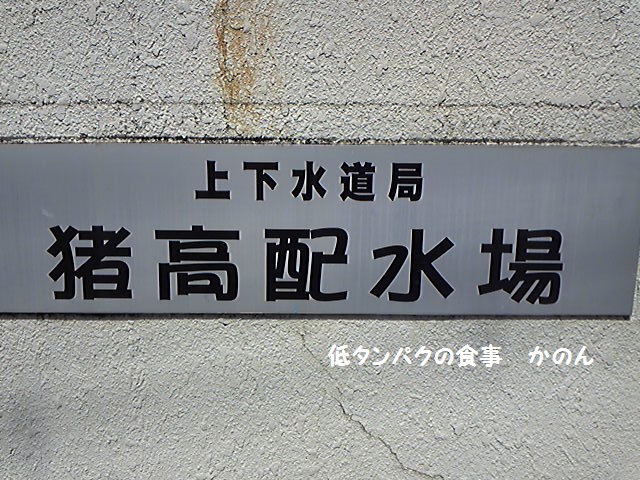 上下水道局
猪高配水場
低タンパクの食事　かのん